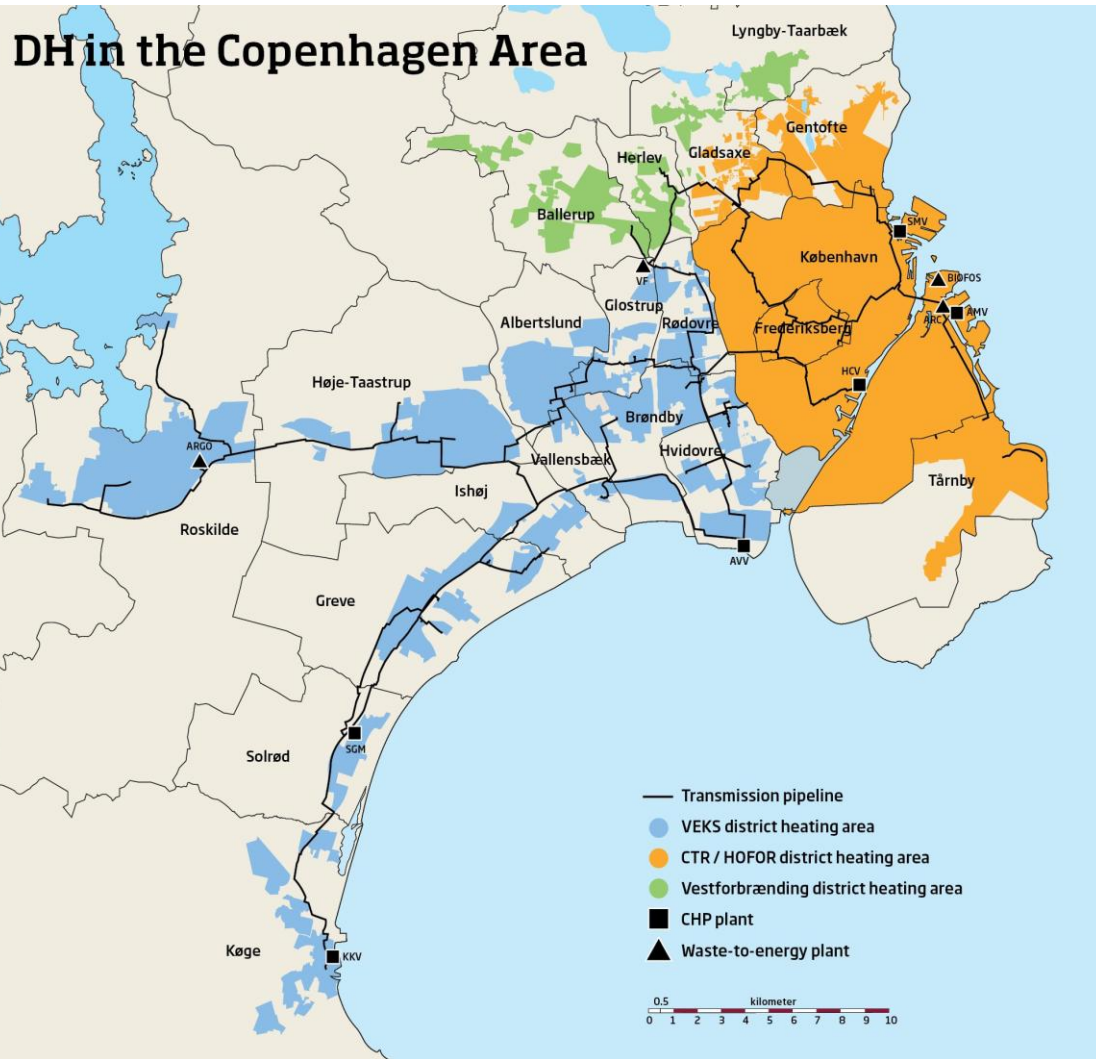 DH in the Copenhagen Area
Lyngby-Taarbæk
Gentofte
Gladsaxe
Herlev
Ballerup
SMV
København
VF
BIOFOS
Glostrup
ARC
AMV
Albertslund
Rødovre
Frederiksberg
Høje-Taastrup
HCV
Brøndby
ARGO
Hvidovre
Vallensbæk
Tårnby
Ishøj
Roskilde
AVV
Greve
SGM
Solrød
Transmission pipeline
VEKS district heating area
CTR / HOFOR district heating area
Vestforbrænding district heating area
CHP plant
Køge
KKV
Waste-to-energy plant
0.5 kilometer
0 1 2 3 4 5 6 7 8 9 10